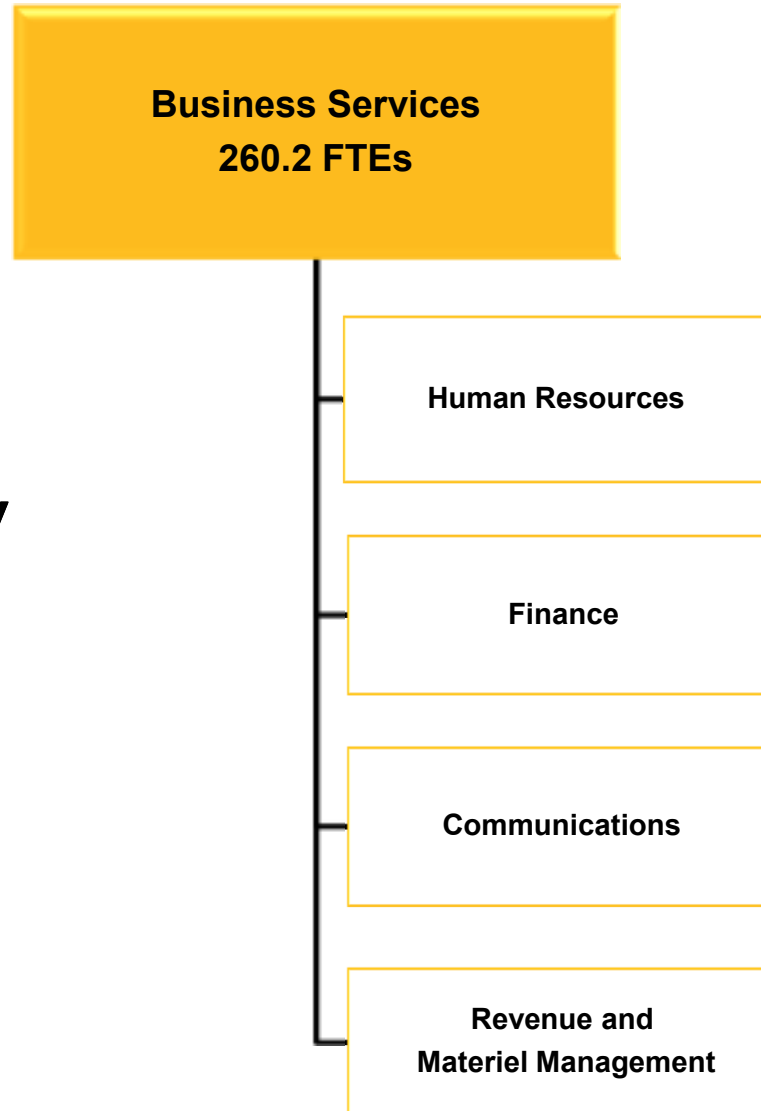 Business Services
260.2 FTEs
Human Resources
Finance
Communications
Revenue and
Materiel Management